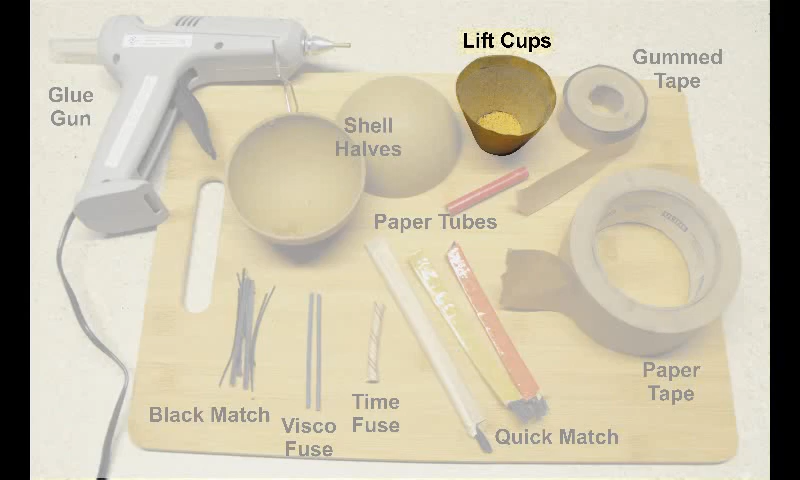 Lift Cups
Gummed
Tape
Glue
Gun
Shell
Halves
Paper Tubes
Paper
Tape
Black Match
Visco
Fuse
Time
Fuse
Quick Match